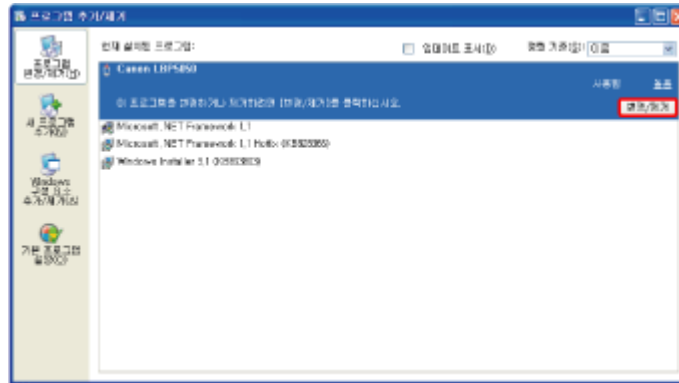 프로그램 추가/제거
현재 설치된 프로그램:
업데이트 표시(D)
정렬 기준(S): 이름
프로그램
변경/제거(H)
Canon LBP5050
사용됨
높음
이 프로그램을 변경하거나 제거하려면 [변경/제거]를 클릭하십시오.
변경/제거
새 프로그램
추가(N)
Microsoft .NET Framework 1.1
Microsoft .NET Framework 1.1 Hotfix
Windows Installer 3.1
Windows
구성 요소
추가/제거(A)
기본 프로그램
설정(O)